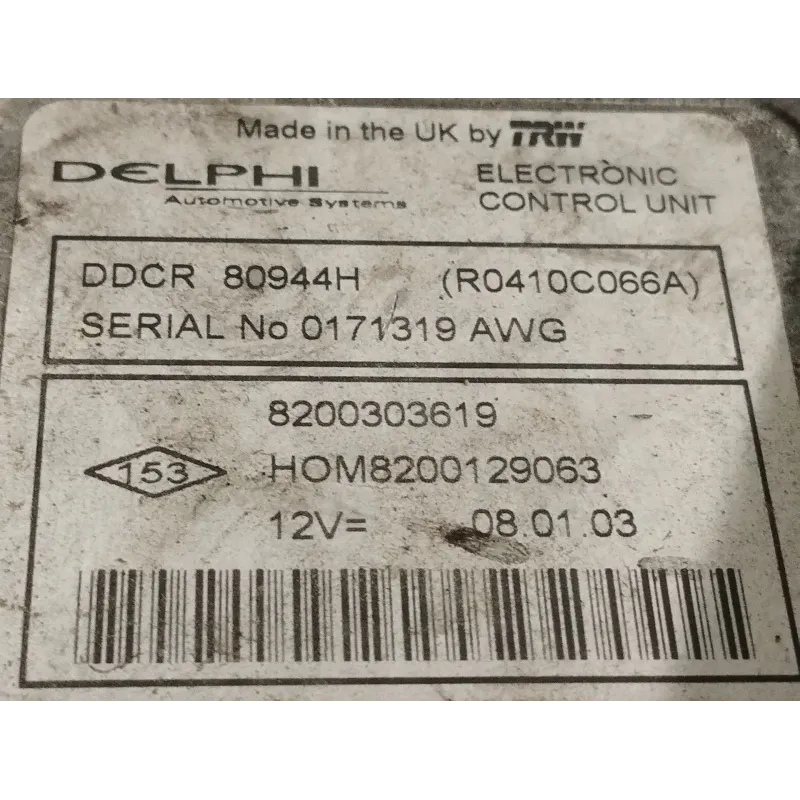 Made in the UK by TRW
DELPHI
Automotive Systems
ELECTRONIC
CONTROL UNIT
DDCR 80944H (R0410C066A)
SERIAL No 0171319 AWG
8200303619
153 HOM8200129063
12V= 08.01.03